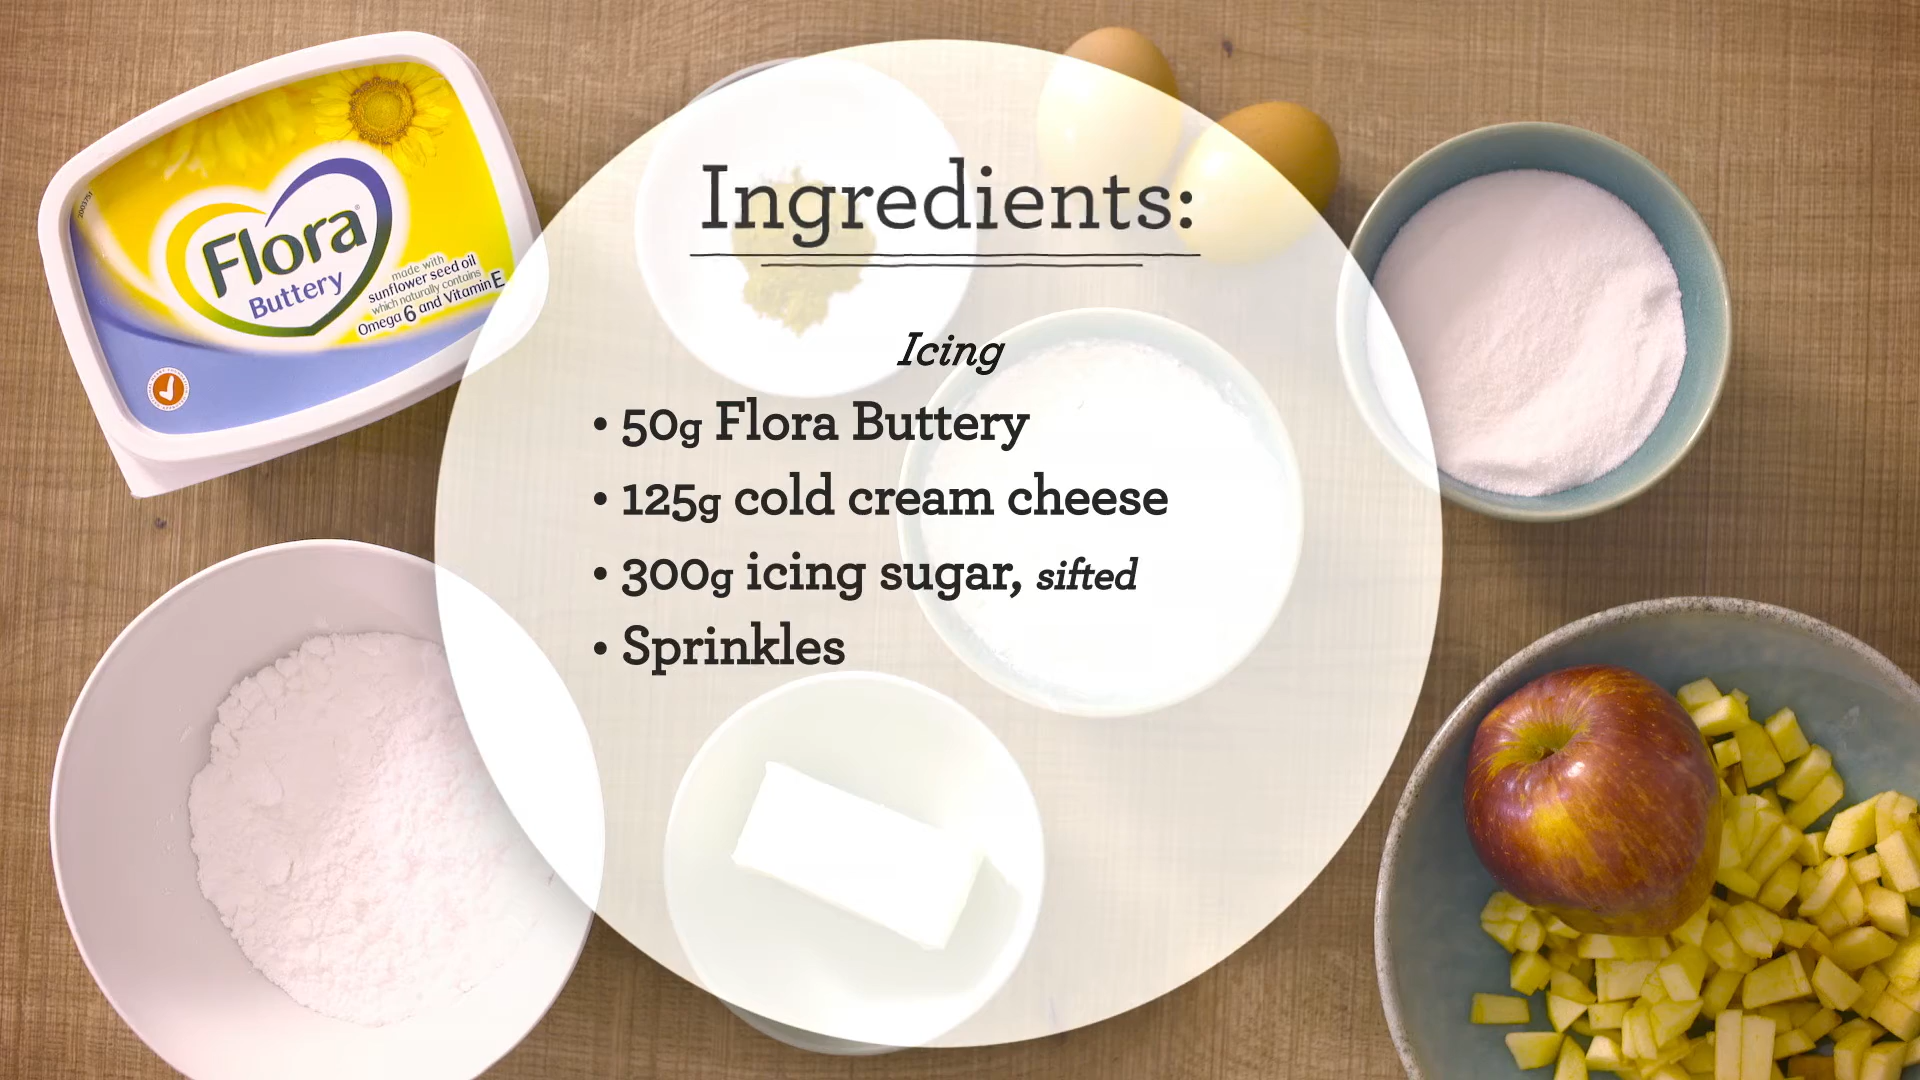 Flora
Buttery
made with
sunflower seed oil
which naturally contains
Omega 6 and Vitamin E
Ingredients:
Icing
• 50g Flora Buttery
• 125g cold cream cheese
• 300g icing sugar, sifted
• Sprinkles